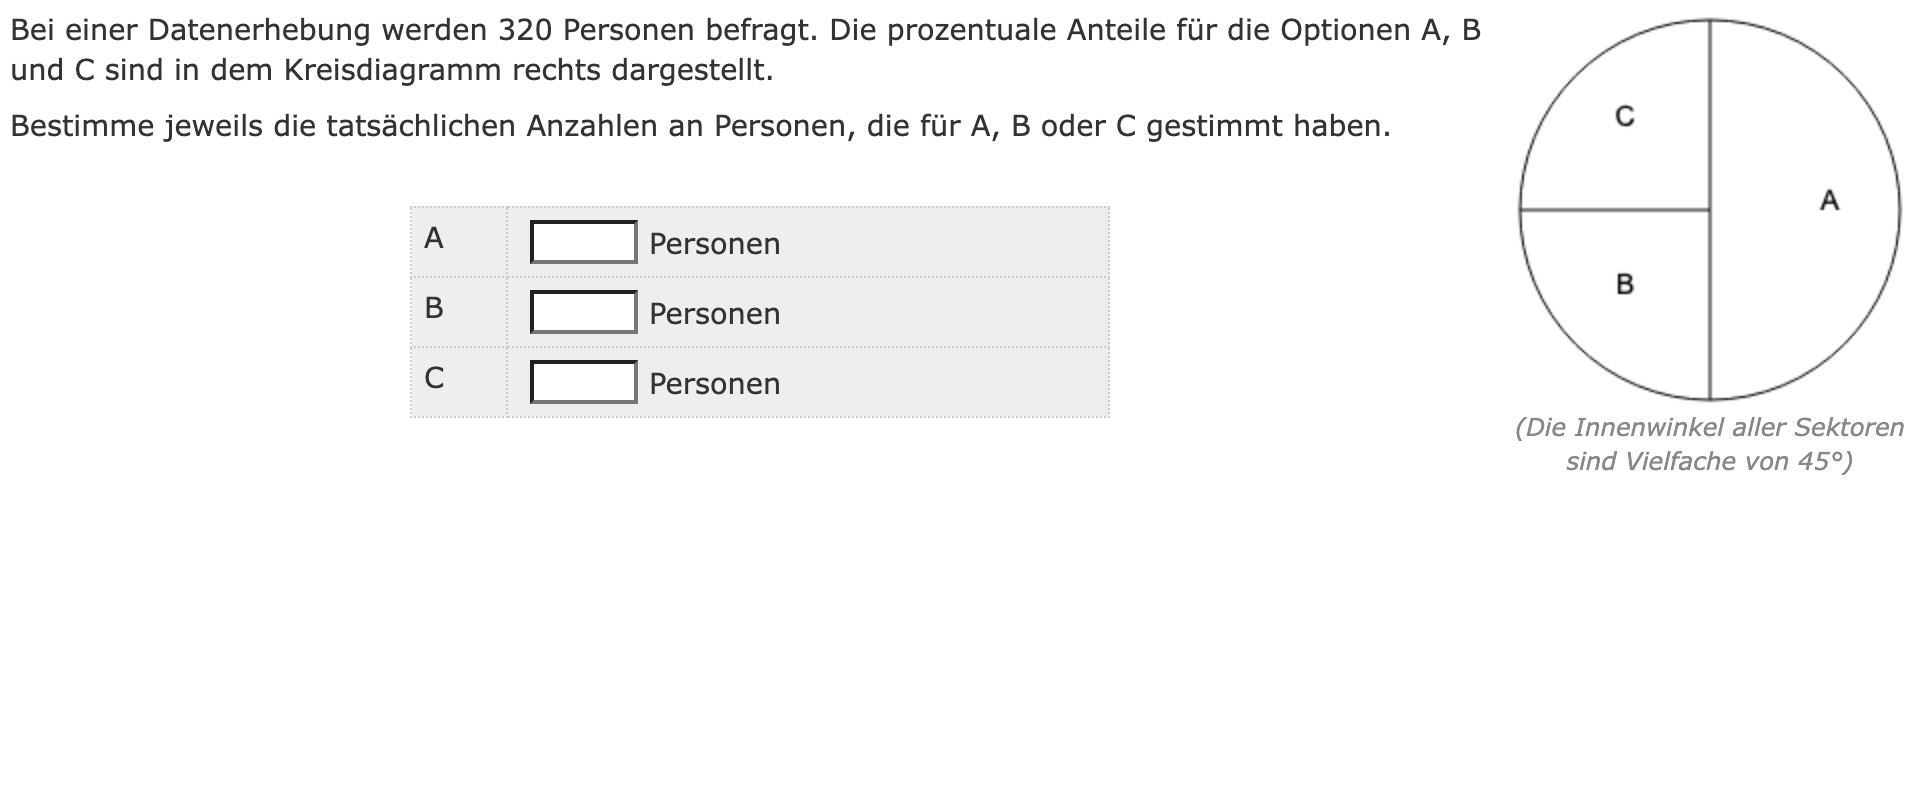 Bei einer Datenerhebung werden 320 Personen befragt. Die prozentuale Anteile für die Optionen A, B
und C sind in dem Kreisdiagramm rechts dargestellt.
Bestimme jeweils die tatsächlichen Anzahlen an Personen, die für A, B oder C gestimmt haben.
A Personen
B Personen
C Personen
C
A
B
(Die Innenwinkel aller Sektoren
sind Vielfache von 45°)